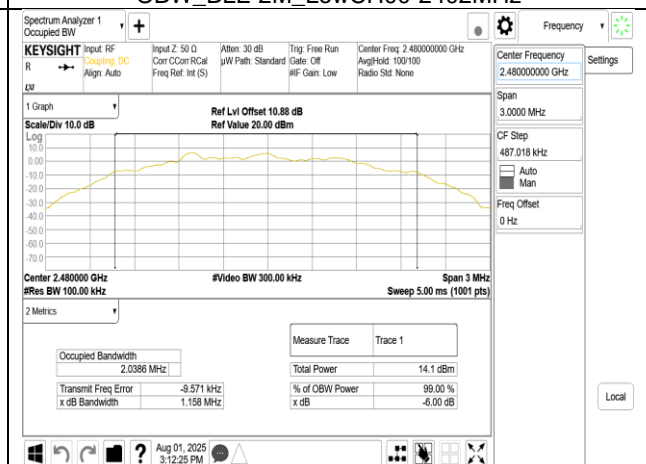 OBW_BLE 2M_LowCH00-2402MHz
Spectrum Analyzer 1
Occupied BW
Frequency
KEYSIGHT
Input: RF
Coupling: DC
Align: Auto
Input Z: 50 Ω
Corr CCorr RCal
Freq Ref: Int (S)
Atten: 30 dB
µW Path: Standard
Trig: Free Run
Gate: Off
#IF Gain: Low
Center Freq: 2.480000000 GHz
Avg|Hold: 100/100
Radio Std: None
R
LXI
Center Frequency
2.480000000 GHz
Settings
Span
3.0000 MHz
CF Step
487.018 kHz
Auto
Man
Freq Offset
0 Hz
Local
1 Graph
Scale/Div 10.0 dB
Ref Lvl Offset 10.88 dB
Ref Value 20.00 dBm
Log
10.0
0.00
-10.0
-20.0
-30.0
-40.0
-50.0
-60.0
-70.0
Center 2.480000 GHz
#Video BW 300.00 kHz
Span 3 MHz
#Res BW 100.00 kHz
Sweep 5.00 ms (1001 pts)
2 Metrics
Measure Trace Trace 1
Occupied Bandwidth
2.0386 MHz
Total Power 14.1 dBm
Transmit Freq Error -9.571 kHz
% of OBW Power 99.00 %
x dB Bandwidth 1.158 MHz
x dB -6.00 dB
Aug 01, 2025
3:12:25 PM